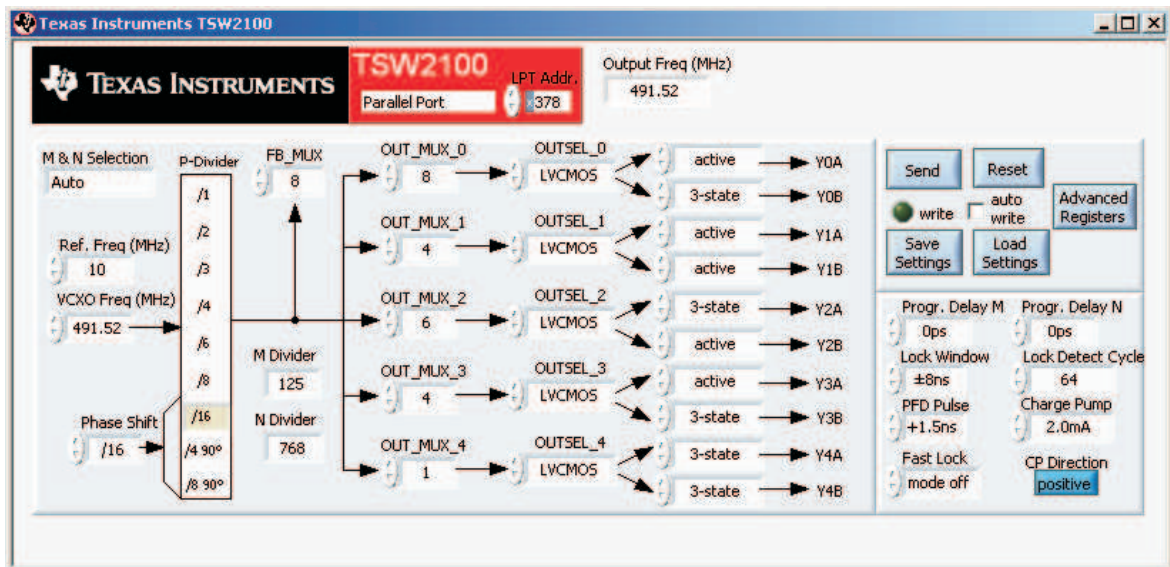 Texas Instruments TSW2100
TEXAS INSTRUMENTS
TSW2100
LPT Addr.
Parallel Port
x378
Output Freq (MHz)
491.52
M & N Selection
Auto
P-Divider
/1
/2
/3
/4
/6
/8
/16
/4 90º
/8 90º
Ref. Freq (MHz)
10
VCXO Freq (MHz)
491.52
Phase Shift
/16
FB_MUX
8
M Divider
125
N Divider
768
OUT_MUX_0
8
OUTSEL_0
LVCMOS
active
Y0A
3-state
Y0B
OUT_MUX_1
4
OUTSEL_1
LVCMOS
active
Y1A
active
Y1B
OUT_MUX_2
6
OUTSEL_2
LVCMOS
3-state
Y2A
active
Y2B
OUT_MUX_3
4
OUTSEL_3
LVCMOS
active
Y3A
3-state
Y3B
OUT_MUX_4
1
OUTSEL_4
LVCMOS
3-state
Y4A
3-state
Y4B
Send
Reset
write
auto
write
Advanced
Registers
Save
Settings
Load
Settings
Progr. Delay M
0ps
Progr. Delay N
0ps
Lock Window
±8ns
Lock Detect Cycle
64
PFD Pulse
+1.5ns
Charge Pump
2.0mA
Fast Lock
mode off
CP Direction
positive